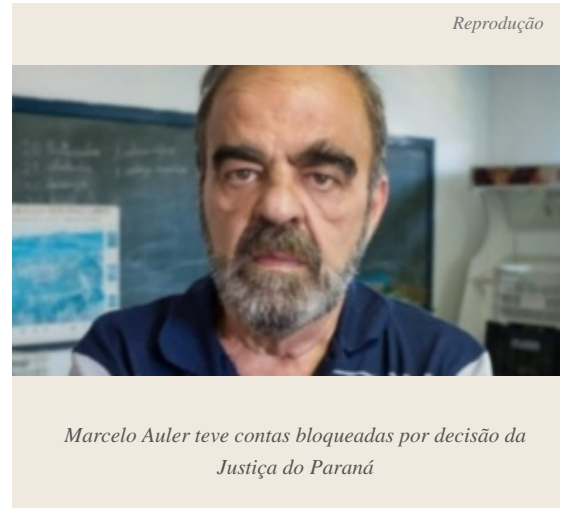 Reprodução
Marcelo Auler teve contas bloqueadas por decisão da
Justiça do Paraná